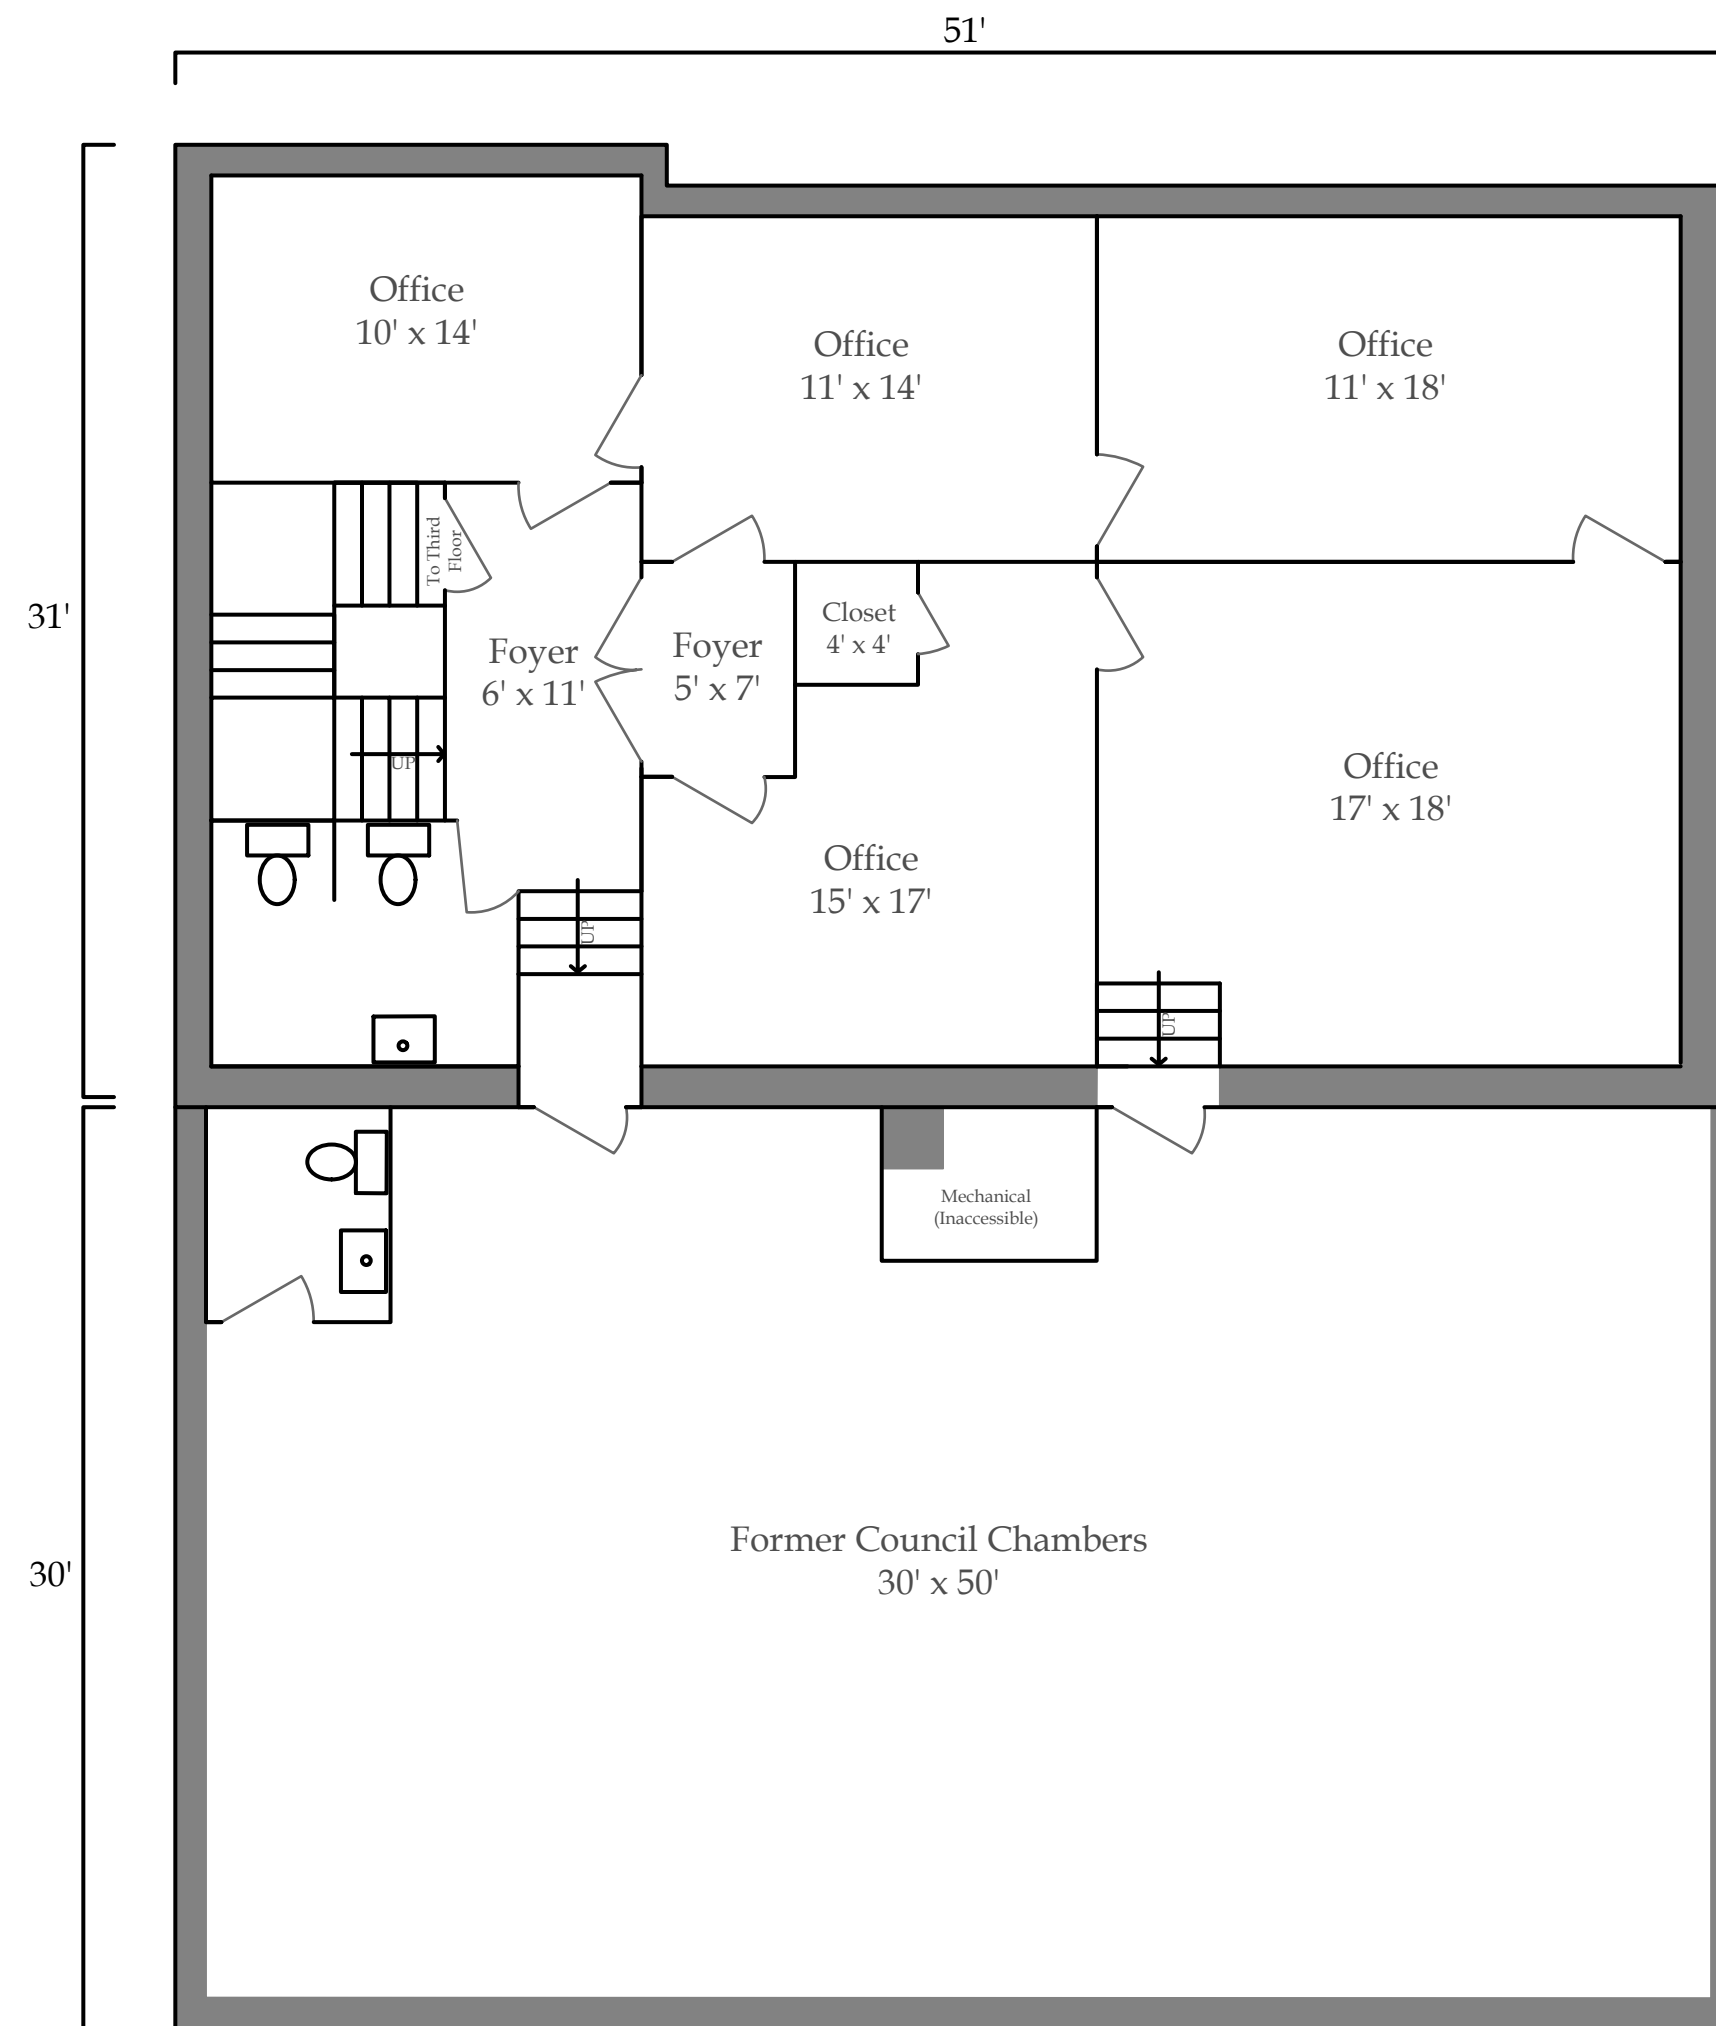 51'
Office
10' x 14'
Office
11' x 14'
Office
11' x 18'
To Third
Floor
31'
Foyer
6' x 11'
Foyer
5' x 7'
Closet
4' x 4'
UP
Office
17' x 18'
Office
15' x 17'
UP
UP
Mechanical
(Inaccessible)
30'
Former Council Chambers
30' x 50'